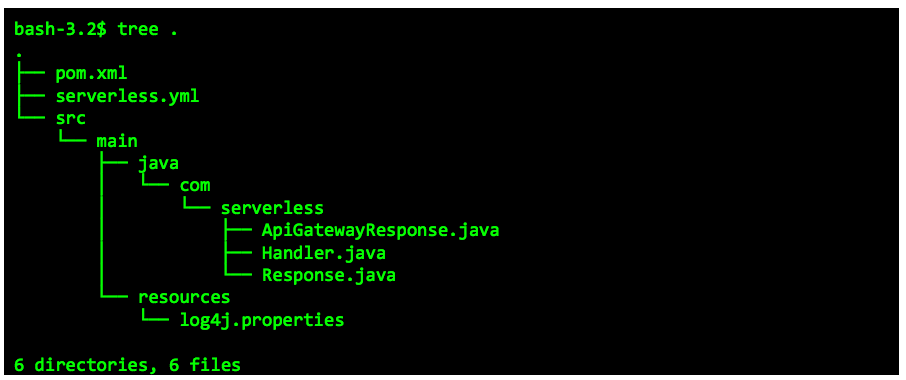 bash-3.2$ tree .
.
├── pom.xml
├── serverless.yml
└── src
    └── main
        ├── java
        │   └── com
        │       └── serverless
        │           ├── ApiGatewayResponse.java
        │           ├── Handler.java
        │           └── Response.java
        └── resources
            └── log4j.properties
6 directories, 6 files